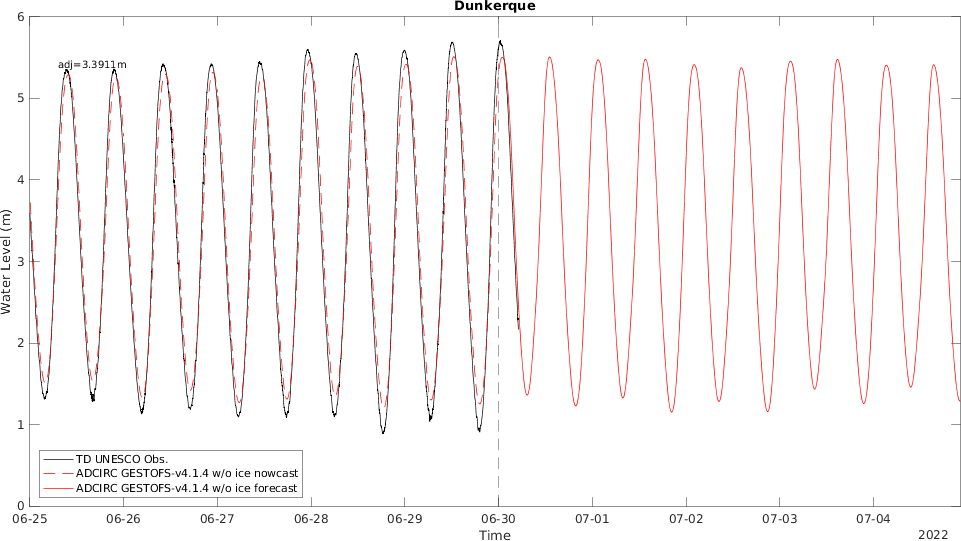 Dunkerque
adj=3.3911m
6
5
4
3
2
1
0
Water Level (m)
TD UNESCO Obs.
ADCIRC GESTOFS-v4.1.4 w/o ice nowcast
ADCIRC GESTOFS-v4.1.4 w/o ice forecast
06-25 06-26 06-27 06-28 06-29 06-30 07-01 07-02 07-03 07-04
Time
2022